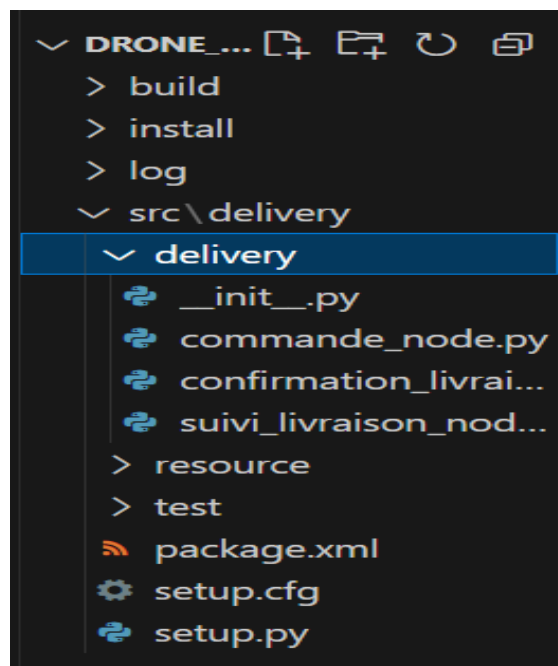 DRONE_...
build
install
log
src\delivery
delivery
__init__.py
commande_node.py
confirmation_livrai...
suivi_livraison_nod...
resource
test
package.xml
setup.cfg
setup.py